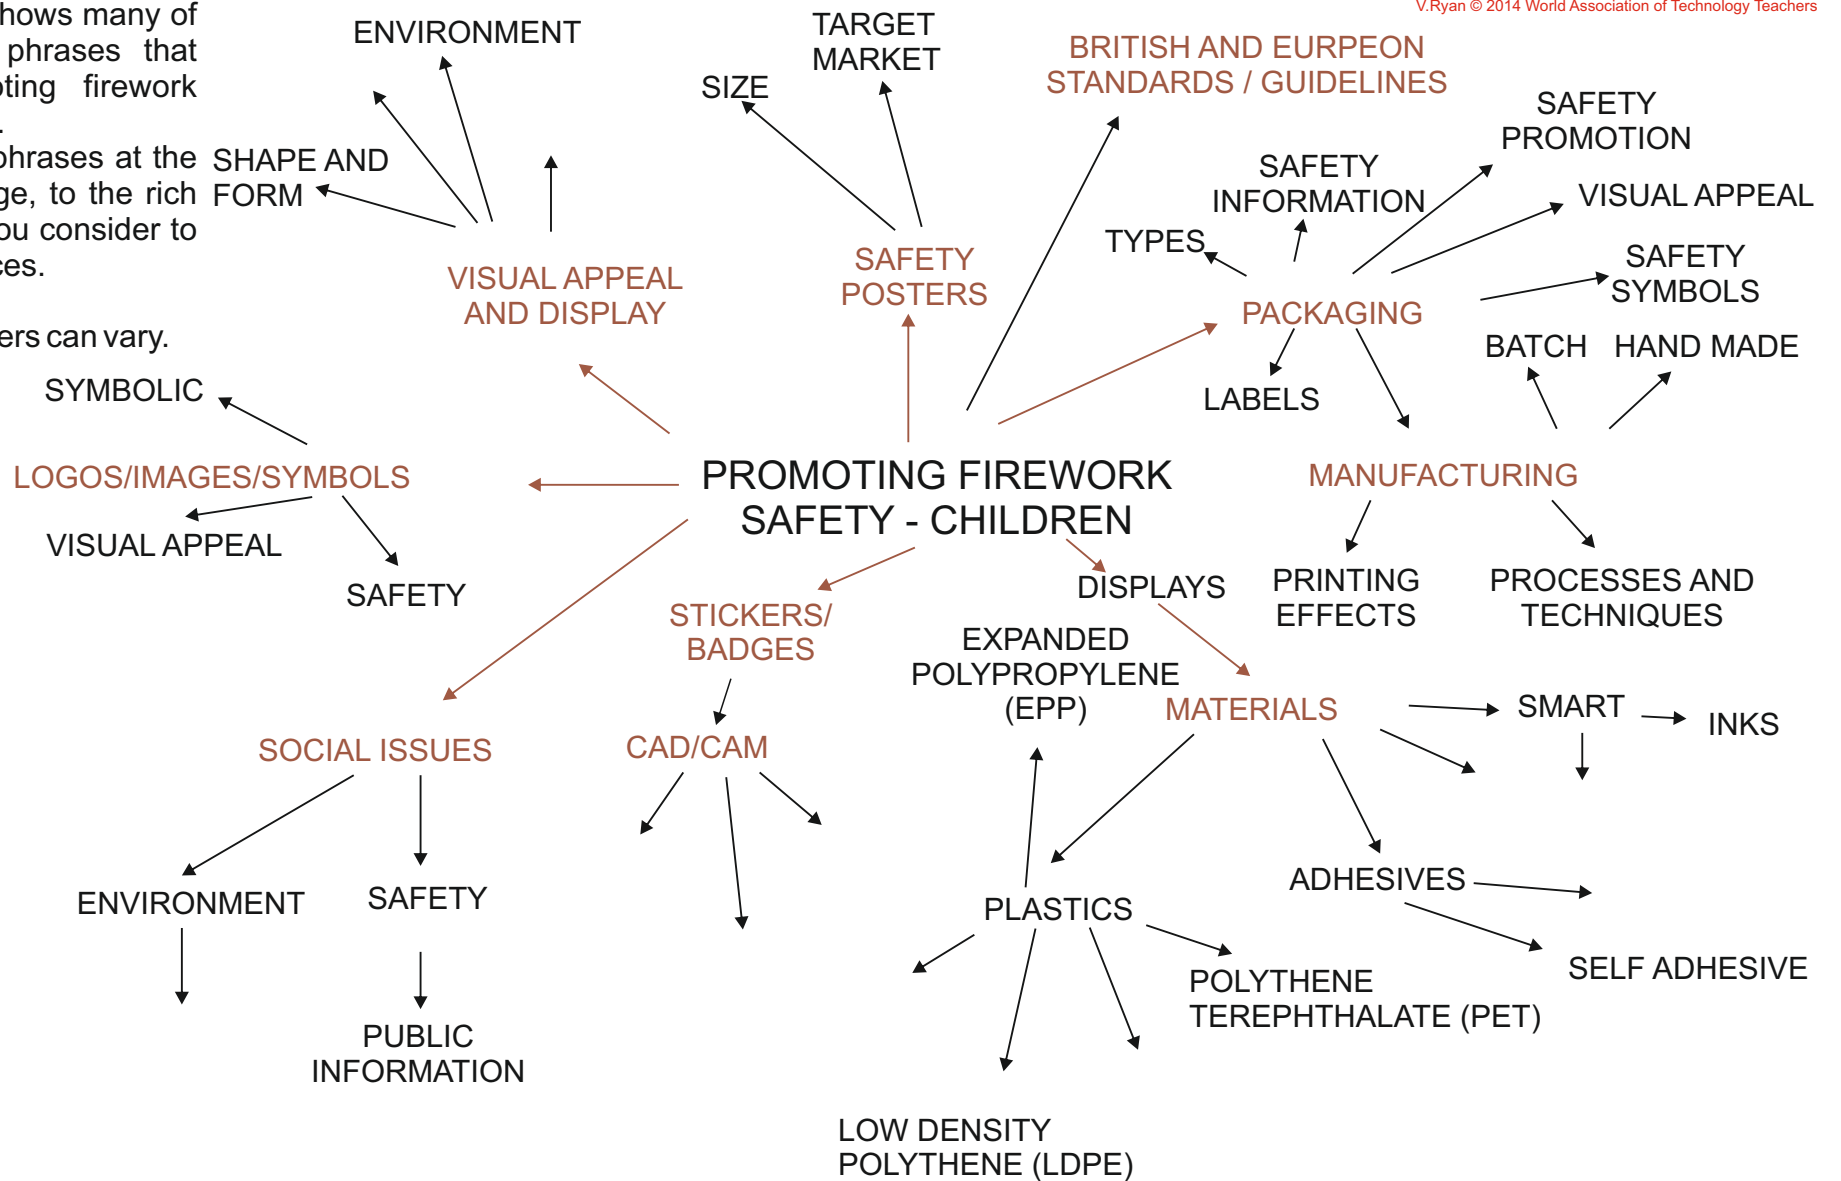 V.Ryan © 2014 World Association of Technology Teachers
hows many of
phrases that
oting firework
.
phrases at the
ge, to the rich
ou consider to
ces.
ers can vary.
ENVIRONMENT
SHAPE AND
FORM
VISUAL APPEAL
AND DISPLAY
SIZE
TARGET
MARKET
SAFETY
POSTERS
BRITISH AND EURPEON
STANDARDS / GUIDELINES
SAFETY
PROMOTION
SAFETY
INFORMATION
VISUAL APPEAL
TYPES
SAFETY
SYMBOLS
PACKAGING
BATCH
HAND MADE
LABELS
SYMBOLIC
LOGOS/IMAGES/SYMBOLS
VISUAL APPEAL
SAFETY
PROMOTING FIREWORK
SAFETY - CHILDREN
MANUFACTURING
PRINTING
EFFECTS
PROCESSES AND
TECHNIQUES
DISPLAYS
STICKERS/
BADGES
EXPANDED
POLYPROPYLENE
(EPP)
MATERIALS
SMART
INKS
SOCIAL ISSUES
CAD/CAM
ENVIRONMENT
SAFETY
PUBLIC
INFORMATION
PLASTICS
ADHESIVES
SELF ADHESIVE
POLYTHENE
TEREPHTHALATE (PET)
LOW DENSITY
POLYTHENE (LDPE)